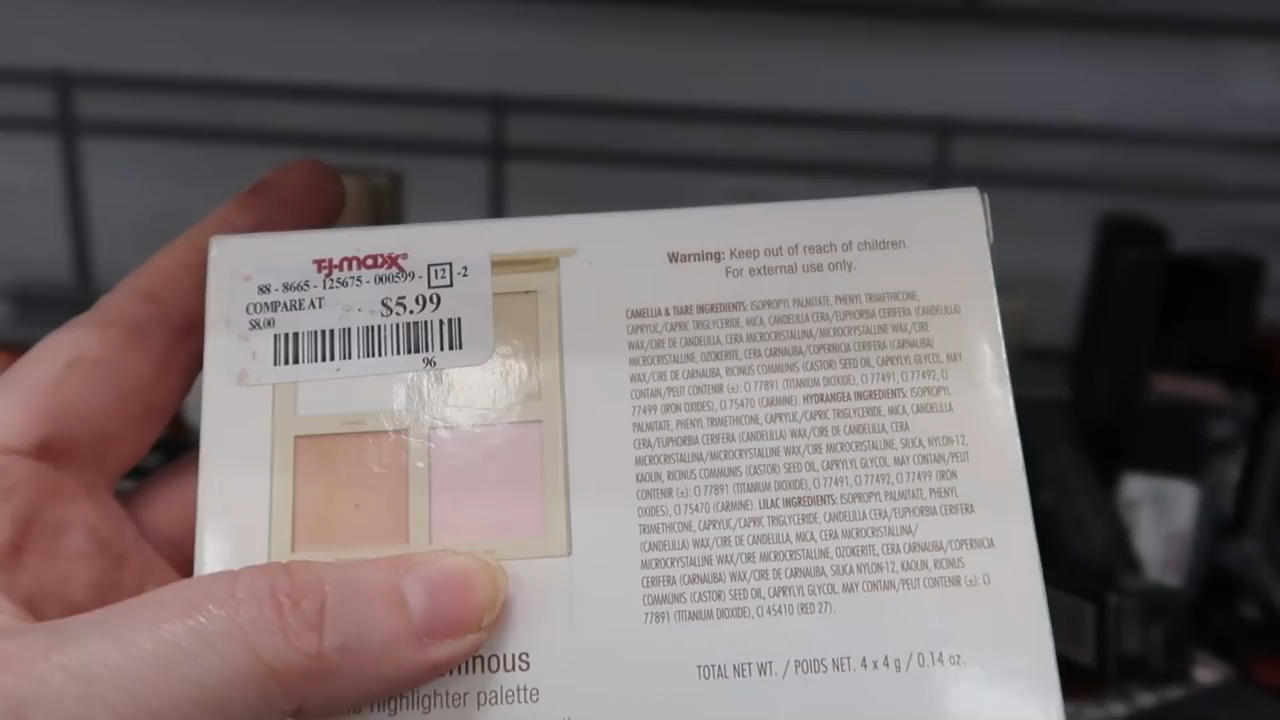 T·J·maxx®
88 - 8665 - 125675 - 000599 - 12 -2
COMPARE AT
$8.00
$5.99
96
highlighter palette
Warning: Keep out of reach of children.
For external use only.
CAMELLIA & TIARE INGREDIENTS: ISOPROPYL PALMITATE, PHENYL TRIMETHICONE,
CAPRYLIC/CAPRIC TRIGLYCERIDE, MICA, CANDELILLA CERA/EUPHORBIA CERIFERA (CANDELILLA)
WAX/CIRE DE CANDELILLA, CERA MICROCRISTALLINA/MICROCRYSTALLINE WAX/CIRE
MICROCRISTALLINE, OZOKERITE, CERA CARNAUBA/COPERNICIA CERIFERA (CARNAUBA)
WAX/CIRE DE CARNAUBA, RICINUS COMMUNIS (CASTOR) SEED OIL, CAPRYLYL GLYCOL. MAY
CONTAIN/PEUT CONTENIR (±): CI 77891 (TITANIUM DIOXIDE), CI 77491, CI 77492, CI
77499 (IRON OXIDES), CI 75470 (CARMINE). HYDRANGEA INGREDIENTS: ISOPROPYL
PALMITATE, PHENYL TRIMETHICONE, CAPRYLIC/CAPRIC TRIGLYCERIDE, MICA, CANDELILLA
CERA/EUPHORBIA CERIFERA (CANDELILLA) WAX/CIRE DE CANDELILLA, CERA
MICROCRISTALLINA/MICROCRYSTALLINE WAX/CIRE MICROCRISTALLINE, SILICA, NYLON-12,
KAOLIN, RICINUS COMMUNIS (CASTOR) SEED OIL, CAPRYLYL GLYCOL. MAY CONTAIN/PEUT
CONTENIR (±): CI 77891 (TITANIUM DIOXIDE), CI 77491, CI 77492, CI 77499 (IRON
OXIDES), CI 75470 (CARMINE). LILAC INGREDIENTS: ISOPROPYL PALMITATE, PHENYL
TRIMETHICONE, CAPRYLIC/CAPRIC TRIGLYCERIDE, CANDELILLA CERA/EUPHORBIA CERIFERA
(CANDELILLA) WAX/CIRE DE CANDELILLA, MICA, CERA MICROCRISTALLINA/
MICROCRYSTALLINE WAX/CIRE MICROCRISTALLINE, OZOKERITE, CERA CARNAUBA/COPERNICIA
CERIFERA (CARNAUBA) WAX/CIRE DE CARNAUBA, SILICA NYLON-12, KAOLIN, RICINUS
COMMUNIS (CASTOR) SEED OIL, CAPRYLYL GLYCOL. MAY CONTAIN/PEUT CONTENIR (±): CI
77891 (TITANIUM DIOXIDE), CI 45410 (RED 27).
TOTAL NET WT. / POIDS NET. 4 x 4 g / 0.14 oz.